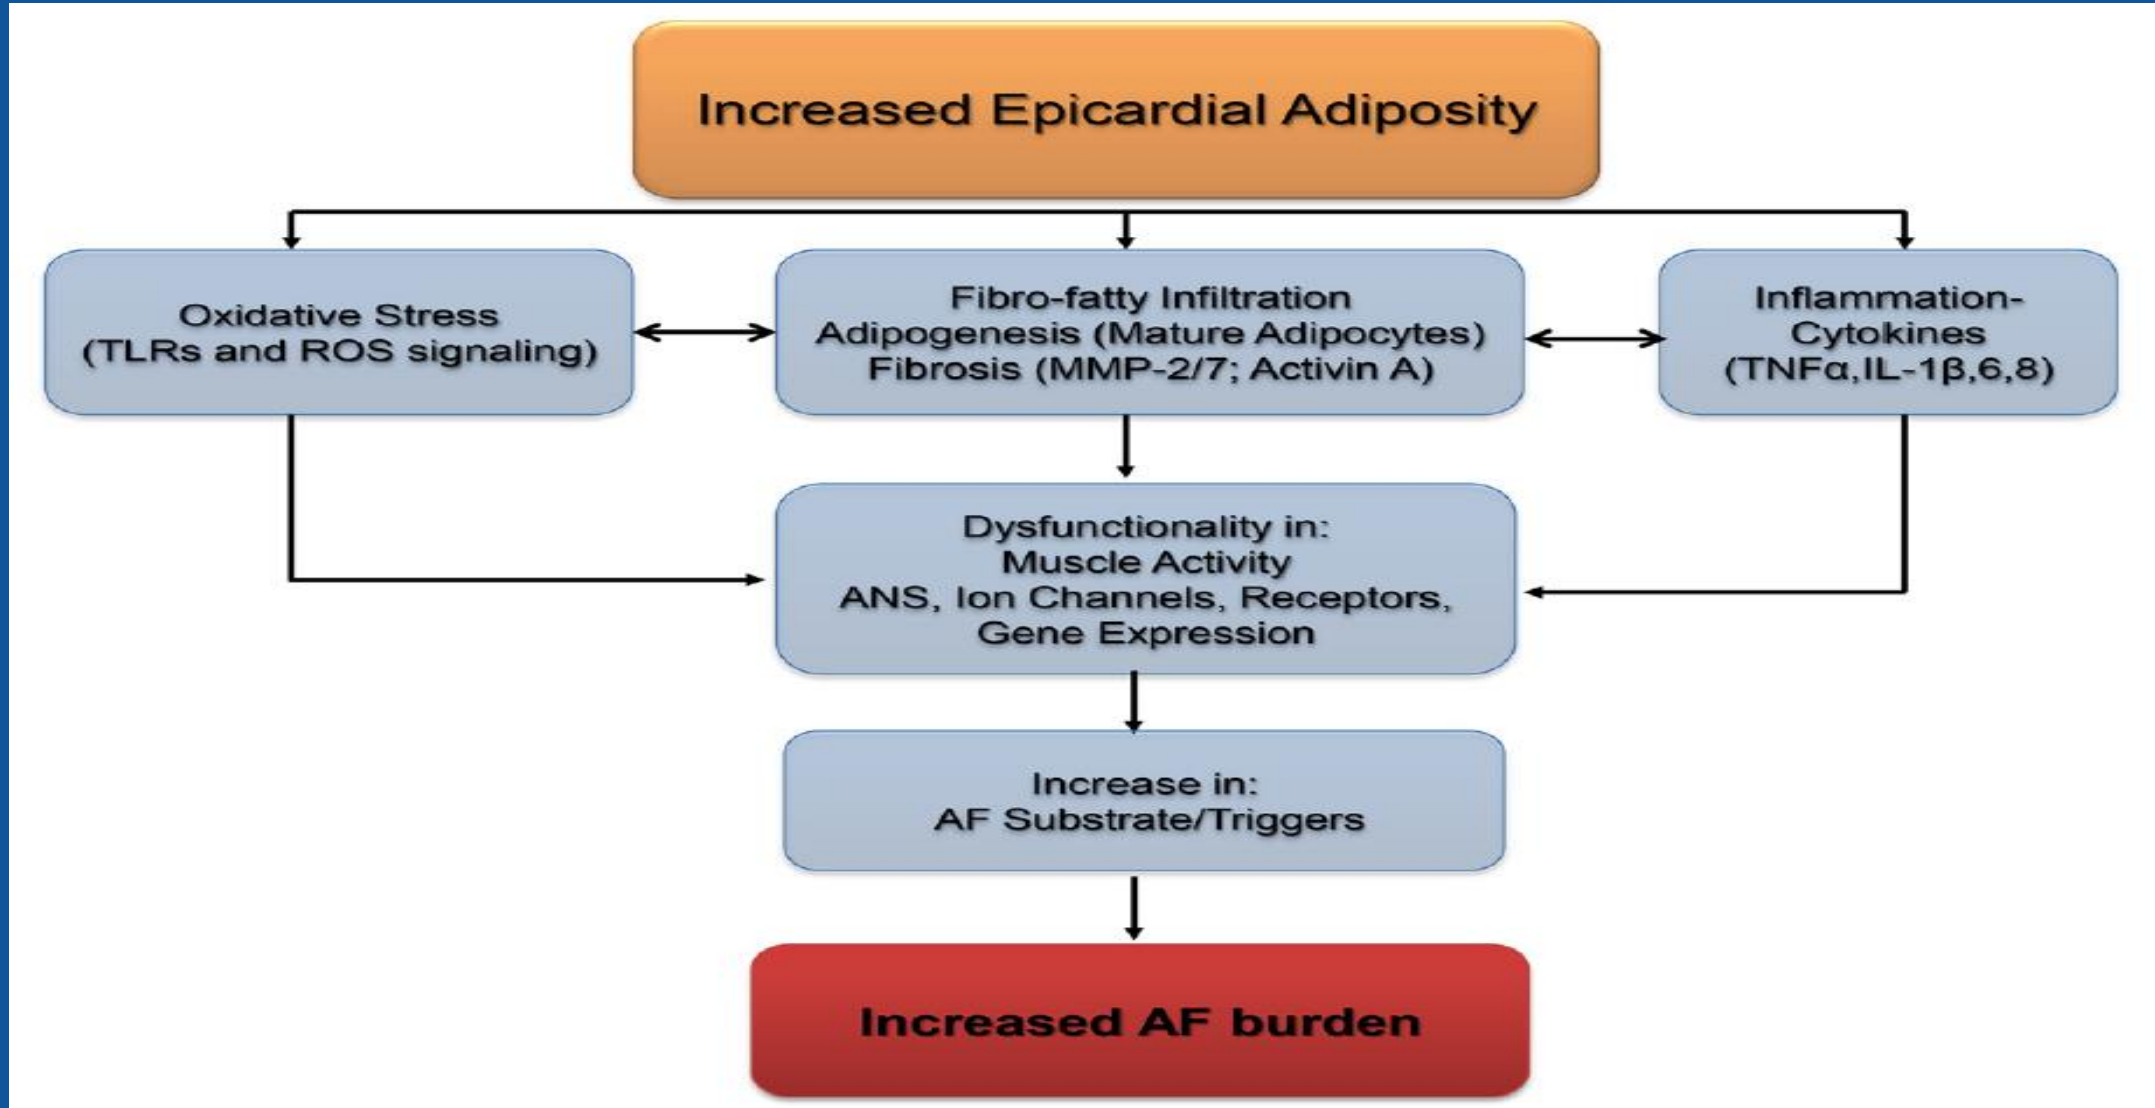 Increased Epicardial Adiposity
Oxidative Stress
(TLRs and ROS signaling)
Fibro-fatty Infiltration
Adipogenesis (Mature Adipocytes)
Fibrosis (MMP-2/7; Activin A)
Inflammation-
Cytokines
(TNFα,IL-1β,6,8)
Dysfunctionality in:
Muscle Activity
ANS, Ion Channels, Receptors,
Gene Expression
Increase in:
AF Substrate/Triggers
Increased AF burden